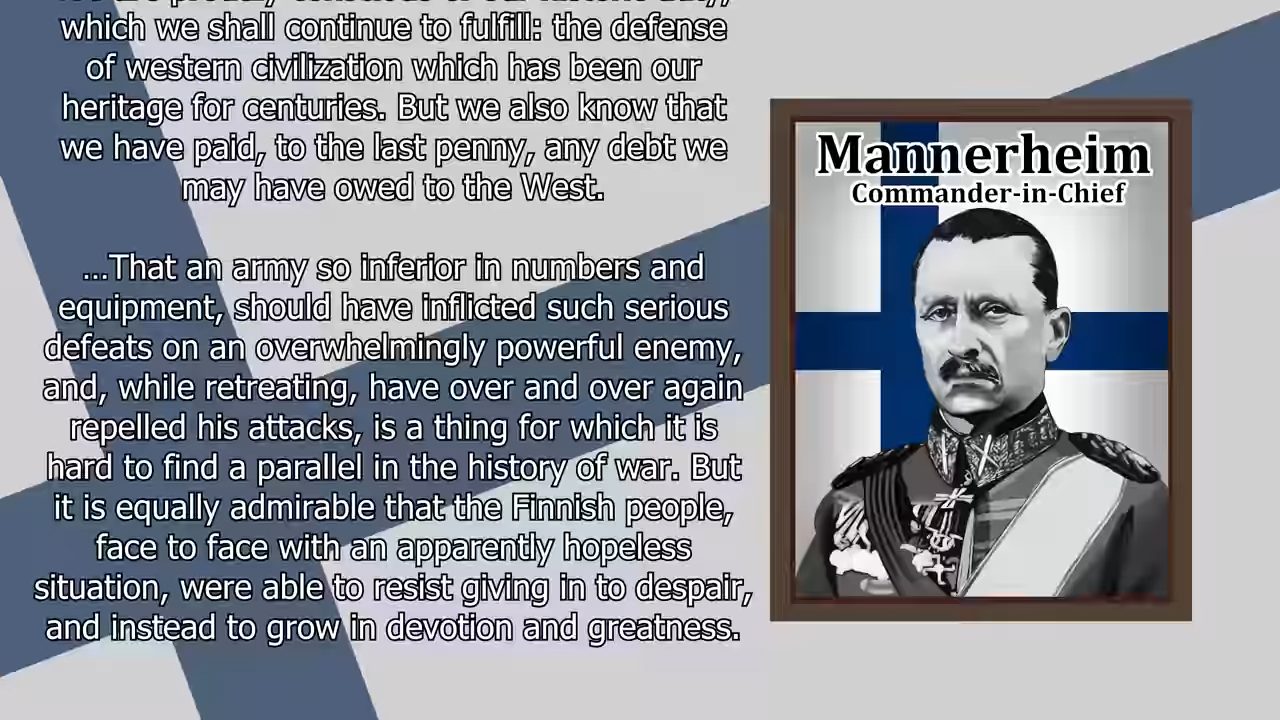 which we shall continue to fulfill: the defense
of western civilization which has been our
heritage for centuries. But we also know that
we have paid, to the last penny, any debt we
may have owed to the West.
...That an army so inferior in numbers and
equipment, should have inflicted such serious
defeats on an overwhelmingly powerful enemy,
and, while retreating, have over and over again
repelled his attacks, is a thing for which it is
hard to find a parallel in the history of war. But
it is equally admirable that the Finnish people,
face to face with an apparently hopeless
situation, were able to resist giving in to despair,
and instead to grow in devotion and greatness.
Mannerheim
Commander-in-Chief